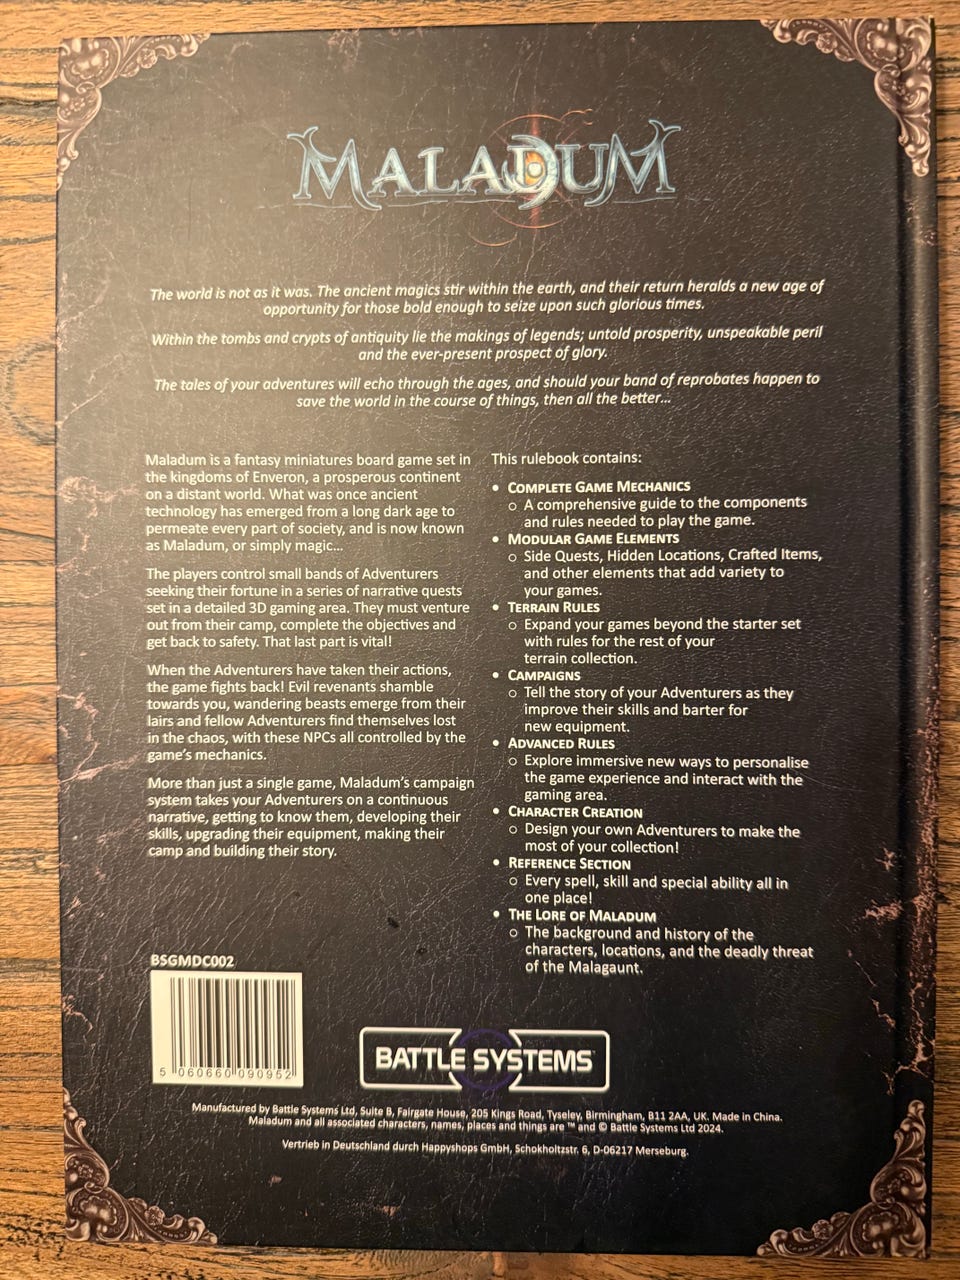 MALADUM
The world is not as it was. The ancient magics stir within the earth, and their return heralds a new age of
opportunity for those bold enough to seize upon such glorious times.
Within the tombs and crypts of antiquity lie the makings of legends; untold prosperity, unspeakable peril
and the ever-present prospect of glory.
The tales of your adventures will echo through the ages, and should your band of reprobates happen to
save the world in the course of things, then all the better...
Maladum is a fantasy miniatures board game set in
the kingdoms of Enveron, a prosperous continent
on a distant world. What was once ancient
technology has emerged from a long dark age to
permeate every part of society, and is now known
as Maladum, or simply magic...
The players control small bands of Adventurers
seeking their fortune in a series of narrative quests
set in a detailed 3D gaming area. They must venture
out from their camp, complete the objectives and
get back to safety. That last part is vital!
When the Adventurers have taken their actions,
the game fights back! Evil revenants shamble
towards you, wandering beasts emerge from their
lairs and fellow Adventurers find themselves lost
in the chaos, with these NPCs all controlled by the
game's mechanics.
More than just a single game, Maladum's campaign
system takes your Adventurers on a continuous
narrative, getting to know them, developing their
skills, upgrading their equipment, making their
camp and building their story.
This rulebook contains:
• COMPLETE GAME MECHANICS
○ A comprehensive guide to the components
and rules needed to play the game.
• MODULAR GAME ELEMENTS
○ Side Quests, Hidden Locations, Crafted Items,
and other elements that add variety to
your games.
• TERRAIN RULES
○ Expand your games beyond the starter set
with rules for the rest of your
terrain collection.
• CAMPAIGNS
○ Tell the story of your Adventurers as they
improve their skills and barter for
new equipment.
• ADVANCED RULES
○ Explore immersive new ways to personalise
the game experience and interact with the
gaming area.
• CHARACTER CREATION
○ Design your own Adventurers to make the
most of your collection!
• REFERENCE SECTION
○ Every spell, skill and special ability all in
one place!
• THE LORE OF MALADUM
○ The background and history of the
characters, locations, and the deadly threat
of the Malagaunt.
BSGMDC002
5 060660 090952
BATTLE SYSTEMS™
Manufactured by Battle Systems Ltd, Suite B, Fairgate House, 205 Kings Road, Tyseley, Birmingham, B11 2AA, UK. Made in China.
Maladum and all associated characters, names, places and things are ™ and © Battle Systems Ltd 2024.
Vertrieb in Deutschland durch Happyshops GmbH, Schokholtzstr. 6, D-06217 Merseburg.